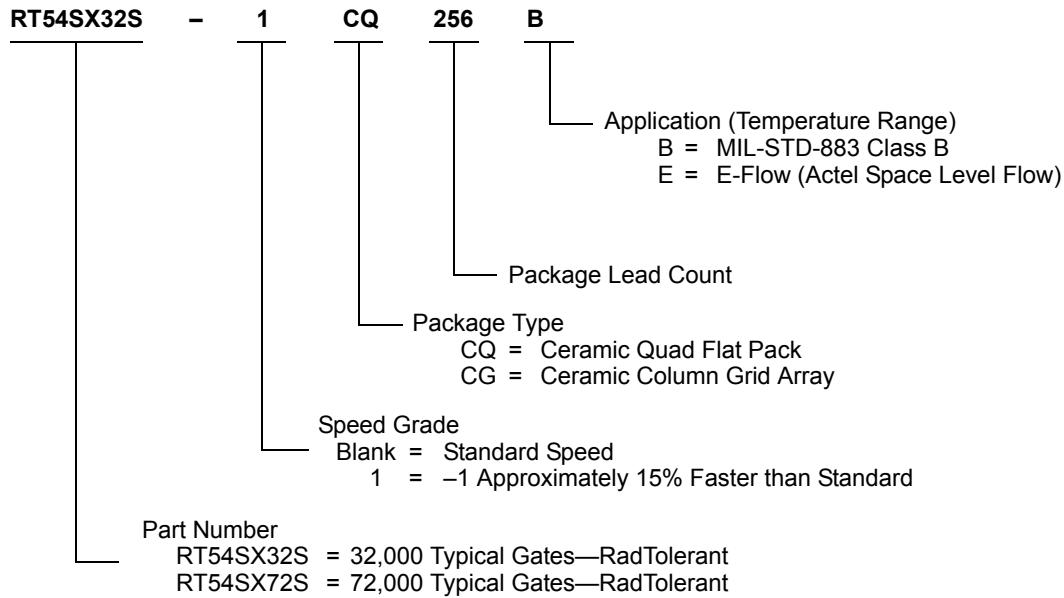 RT54SX32S – 1 CQ 256 B
Application (Temperature Range)
B = MIL-STD-883 Class B
E = E-Flow (Actel Space Level Flow)
Package Lead Count
Package Type
CQ = Ceramic Quad Flat Pack
CG = Ceramic Column Grid Array
Speed Grade
Blank = Standard Speed
1 = –1 Approximately 15% Faster than Standard
Part Number
RT54SX32S = 32,000 Typical Gates—RadTolerant
RT54SX72S = 72,000 Typical Gates—RadTolerant